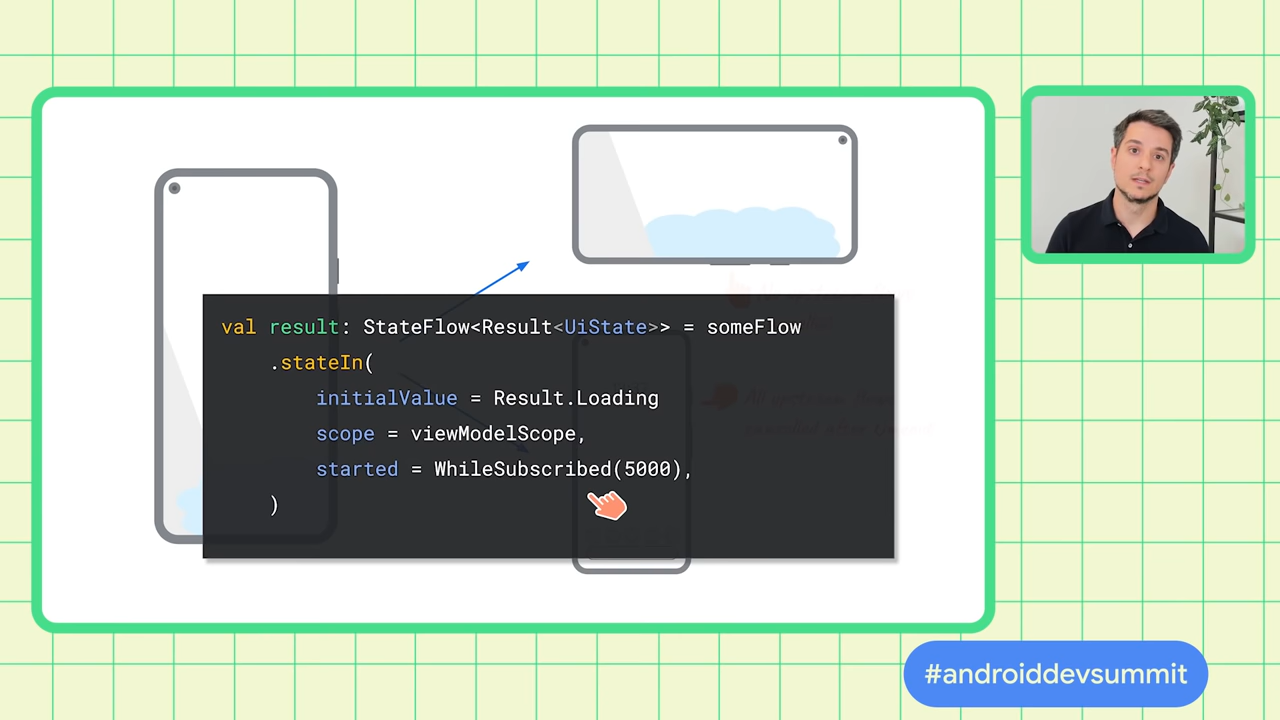 val result: StateFlow<Result<UiState>> = someFlow
.stateIn(
initialValue = Result.Loading
scope = viewModelScope,
started = WhileSubscribed(5000),
)
#androiddevsummit